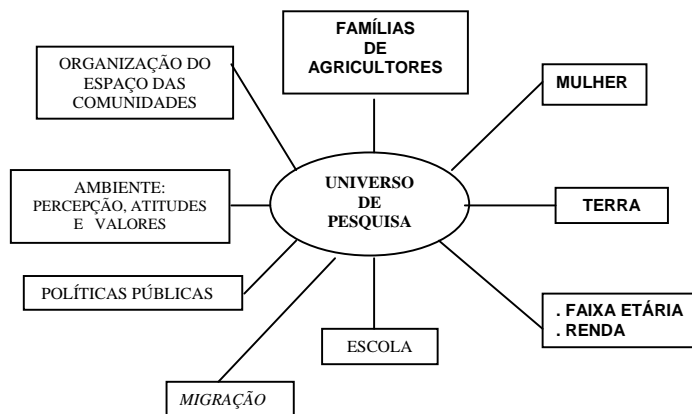 FAMÍLIAS
DE
AGRICULTORES
ORGANIZAÇÃO DO
ESPAÇO DAS
COMUNIDADES
MULHER
AMBIENTE:
PERCEPÇÃO, ATITUDES
E VALORES
UNIVERSO
DE
PESQUISA
TERRA
POLÍTICAS PÚBLICAS
. FAIXA ETÁRIA
. RENDA
ESCOLA
MIGRAÇÃO